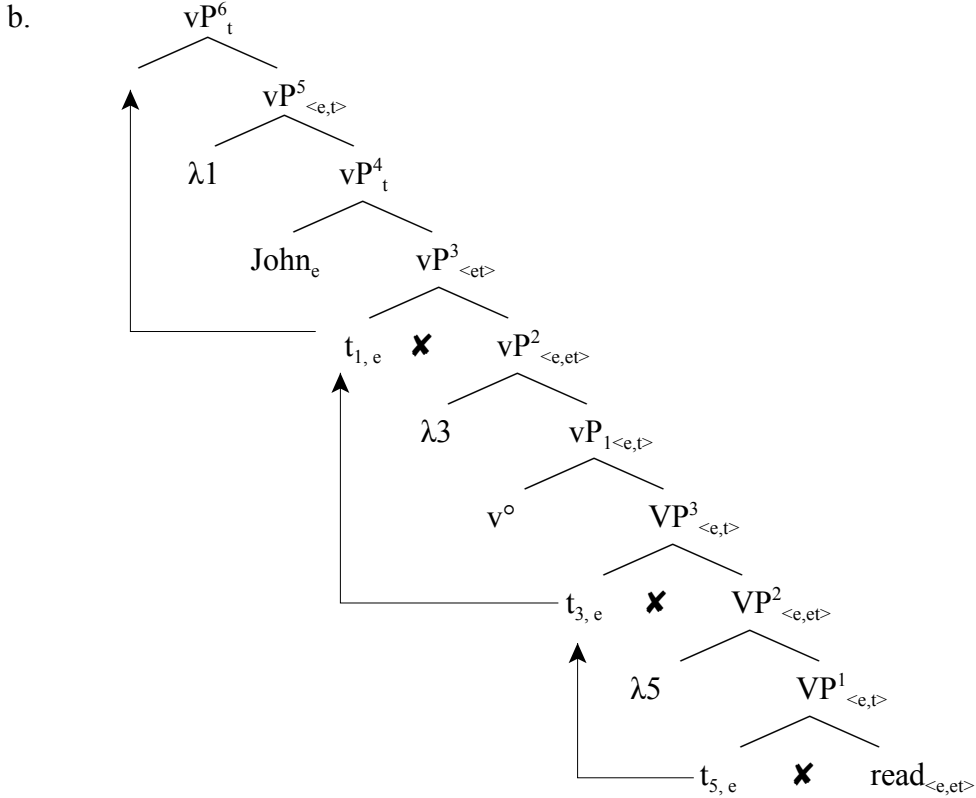 b.
vP⁶ₜ
vP⁵<e,t>
λ1
vP⁴ₜ
Johnₑ
vP³<et>
t₁, ₑ ✘ vP²<e,et>
λ3
vP₁<e,t>
v°
VP³<e,t>
t₃, ₑ ✘ VP²<e,et>
λ5
VP¹<e,t>
t₅, ₑ ✘ read<e,et>